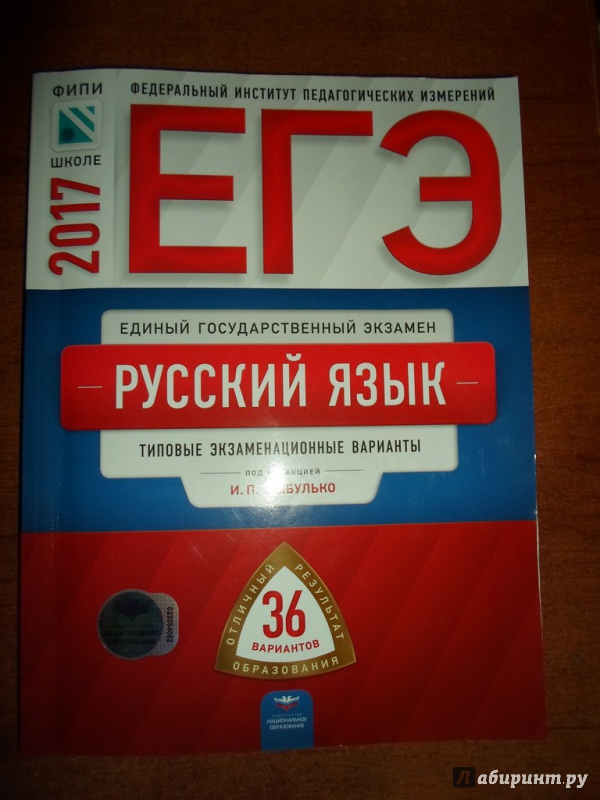 ФИПИ
ШКОЛЕ
2017
ФЕДЕРАЛЬНЫЙ ИНСТИТУТ ПЕДАГОГИЧЕСКИХ ИЗМЕРЕНИЙ
ЕГЭ
ЕДИНЫЙ ГОСУДАРСТВЕННЫЙ ЭКЗАМЕН
РУССКИЙ ЯЗЫК
ТИПОВЫЕ ЭКЗАМЕНАЦИОННЫЕ ВАРИАНТЫ
ПОД
И. П.
ОТЛИЧНЫЙ РЕЗУЛЬТАТ
36
ВАРИАНТОВ
ОБРАЗОВАНИЯ
НАЦИОНАЛЬНОЕ
ОБРАЗОВАНИЕ
лабиринт.ру